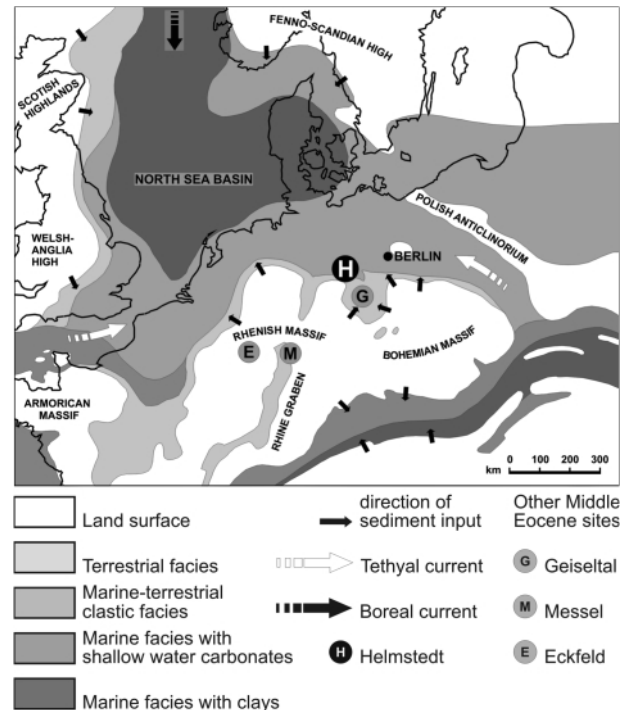 FENNO-SCANDIAN HIGH
SCOTISH
HIGHLANDS
NORTH SEA BASIN
POLISH ANTICLINORIUM
WELSH-
ANGLIA
HIGH
BERLIN
H
G
RHENISH MASSIF
E
M
BOHEMIAN MASSIF
RHINE GRABEN
ARMORICAN
MASSIF
0 100 200 300
km
Land surface
Terrestrial facies
Marine-terrestrial
clastic facies
Marine facies with
shallow water carbonates
Marine facies with clays
direction of
sediment input
Tethyal current
Boreal current
H Helmstedt
Other Middle
Eocene sites
G Geiseltal
M Messel
E Eckfeld